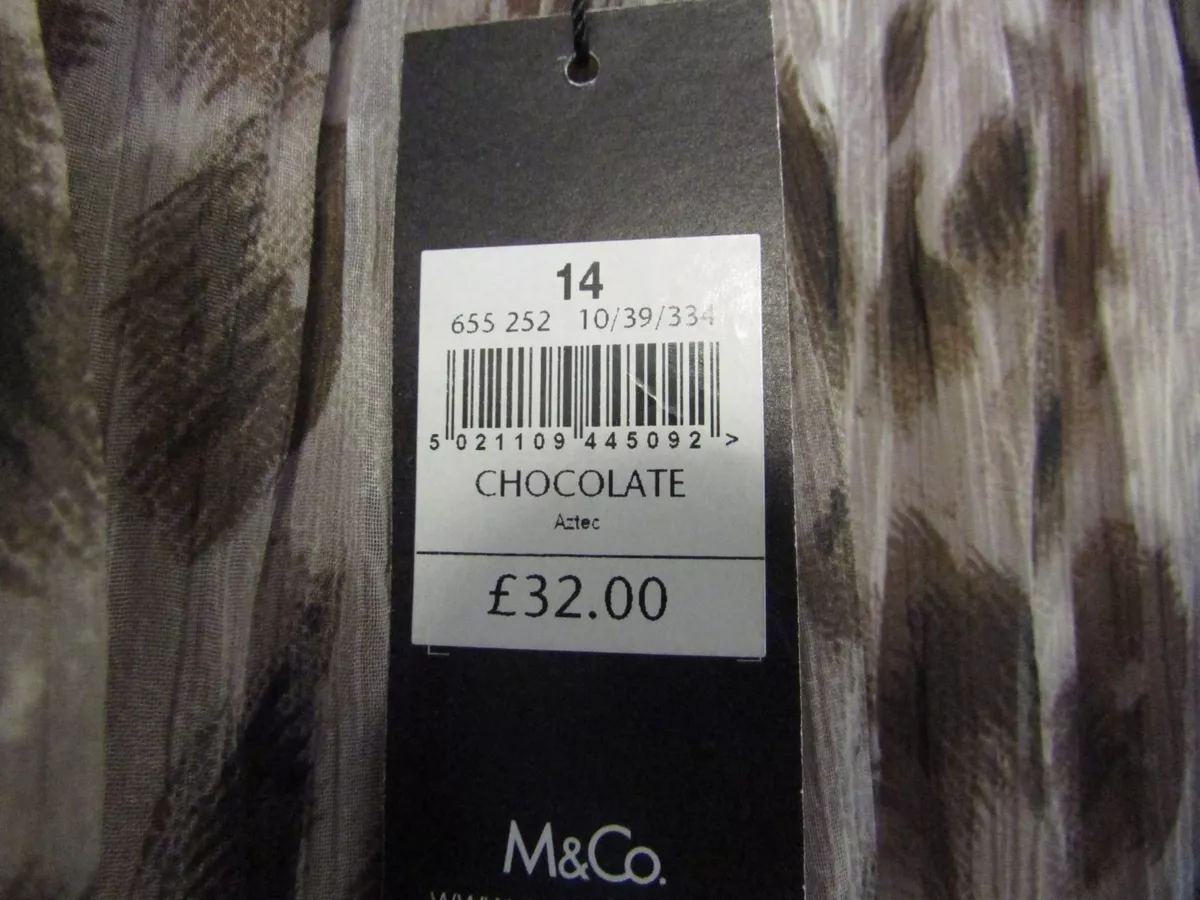 14
655 252 10/39/334
5 021109 445092 >
CHOCOLATE
Aztec
£32.00
M&Co.